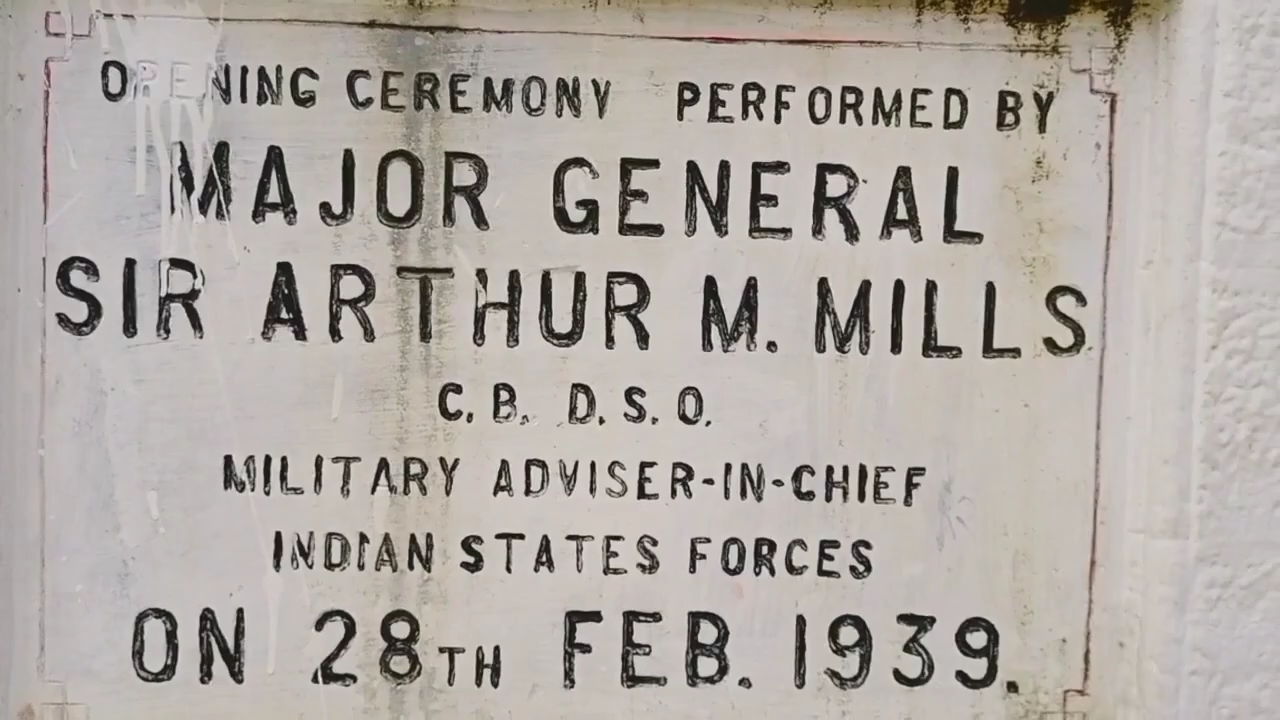 OPENING CEREMONY PERFORMED BY
MAJOR GENERAL
SIR ARTHUR M. MILLS
C. B. D. S. O.
MILITARY ADVISER-IN-CHIEF
INDIAN STATES FORCES
ON 28TH FEB. 1939.